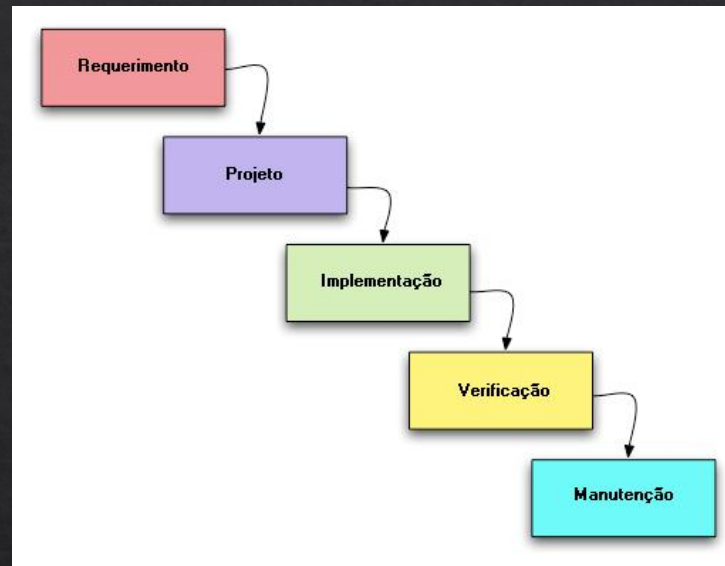 Requerimento
Projeto
Implementação
Verificação
Manutenção